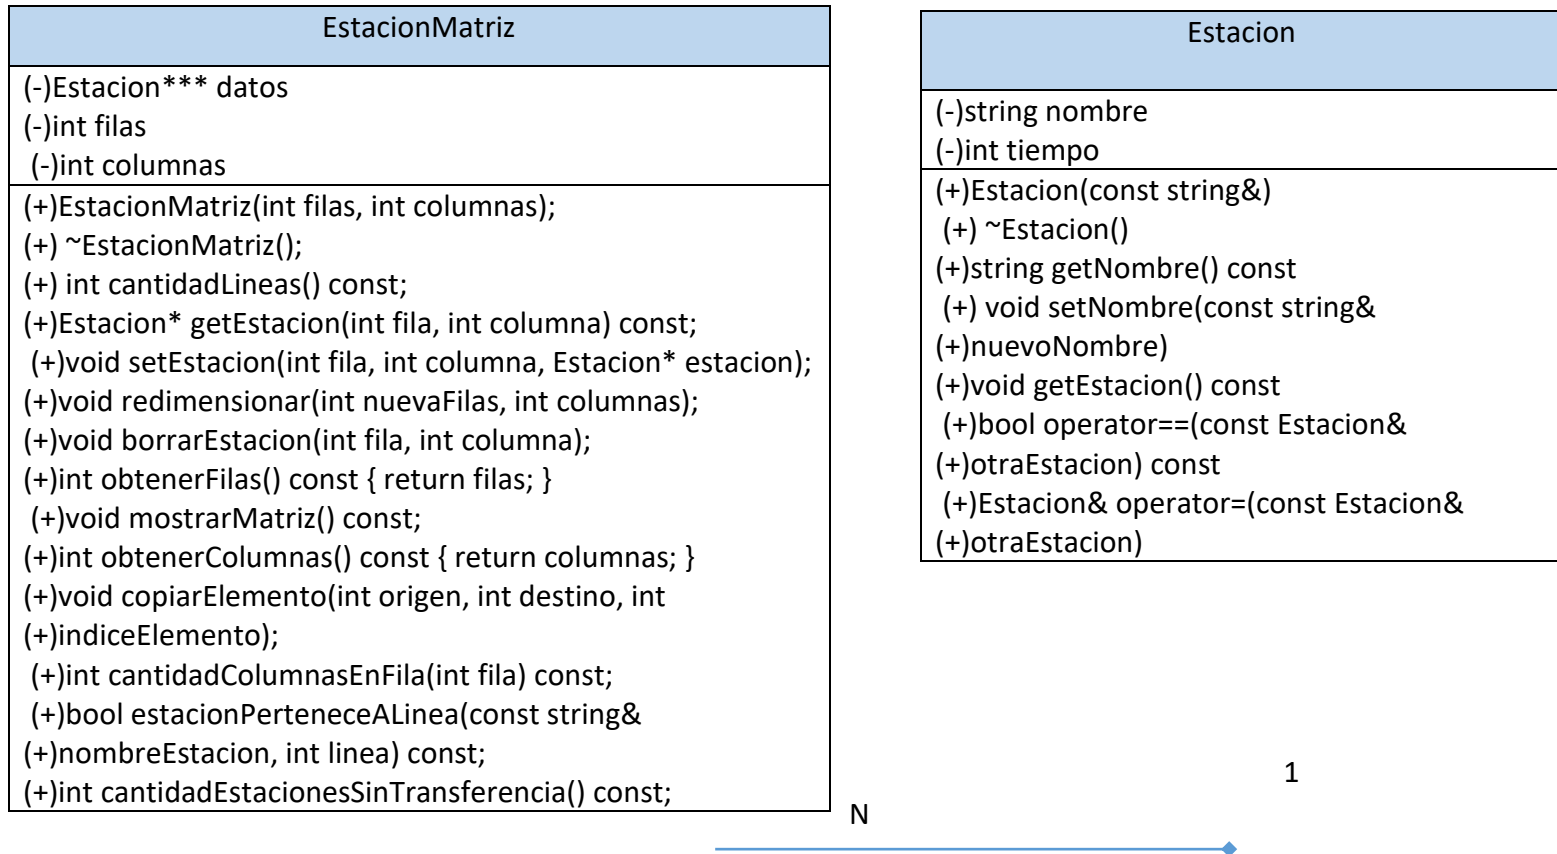 EstacionMatriz
(-)Estacion*** datos
(-)int filas
(-)int columnas
(+)EstacionMatriz(int filas, int columnas);
(+) ~EstacionMatriz();
(+) int cantidadLineas() const;
(+)Estacion* getEstacion(int fila, int columna) const;
(+)void setEstacion(int fila, int columna, Estacion* estacion);
(+)void redimensionar(int nuevaFilas, int columnas);
(+)void borrarEstacion(int fila, int columna);
(+)int obtenerFilas() const { return filas; }
(+)void mostrarMatriz() const;
(+)int obtenerColumnas() const { return columnas; }
(+)void copiarElemento(int origen, int destino, int
(+)indiceElemento);
(+)int cantidadColumnasEnFila(int fila) const;
(+)bool estacionPerteneceALinea(const string&
(+)nombreEstacion, int linea) const;
(+)int cantidadEstacionesSinTransferencia() const;
Estacion
(-)string nombre
(-)int tiempo
(+)Estacion(const string&)
(+) ~Estacion()
(+)string getNombre() const
(+) void setNombre(const string&
(+)nuevoNombre)
(+)void getEstacion() const
(+)bool operator==(const Estacion&
(+)otraEstacion) const
(+)Estacion& operator=(const Estacion&
(+)otraEstacion)
1
N